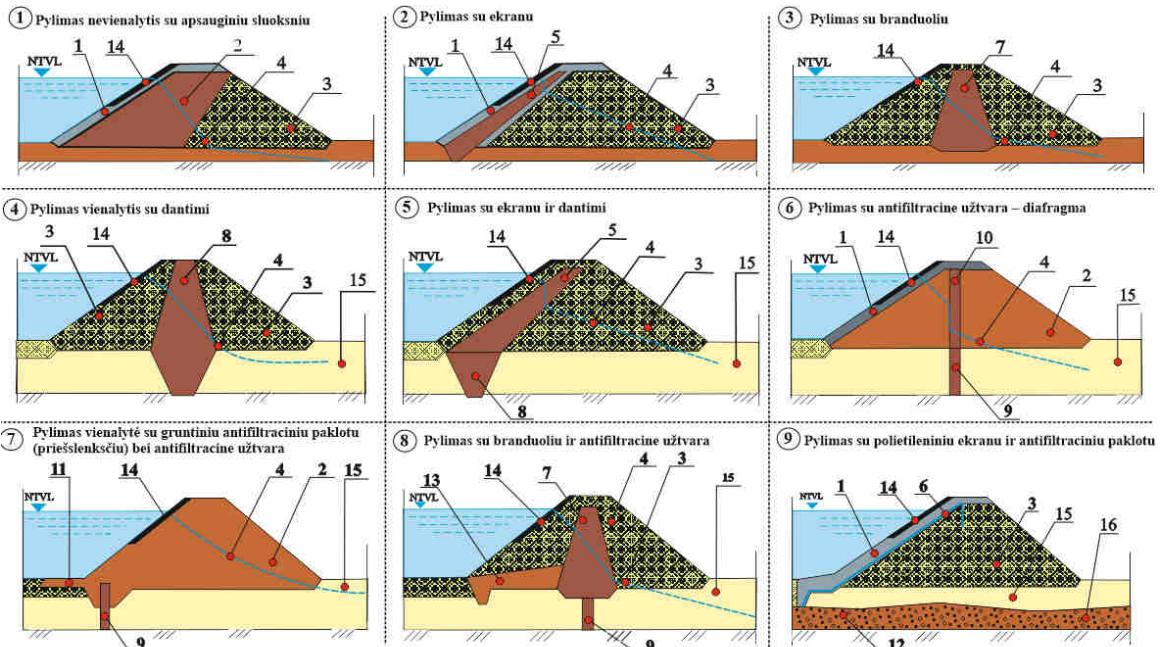 1 Pylimas nevienalytis su apsauginiu sluoksniu
NTVL
1 14 2 4 3
2 Pylimas su ekranu
NTVL
1 14 5 4 3
3 Pylimas su branduoliu
NTVL
14 7 4 3
4 Pylimas vienalytis su dantimi
NTVL
3 14 8 4 3 15
5 Pylimas su ekranu ir dantimi
NTVL
14 5 4 3 15
8
6 Pylimas su antifiltracine užtvara – diafragma
NTVL
1 14 10 4 2 15
9
7 Pylimas vienalytė su gruntiniu antifiltraciniu paklotu
(priešslenksčiu) bei antifiltracine užtvara
NTVL
11 14 4 2 15
9
8 Pylimas su branduoliu ir antifiltracine užtvara
NTVL
13 14 7 4 3 15
9
9 Pylimas su polietileniniu ekranu ir antifiltraciniu paklotu
NTVL
1 14 6 3 15 16
12